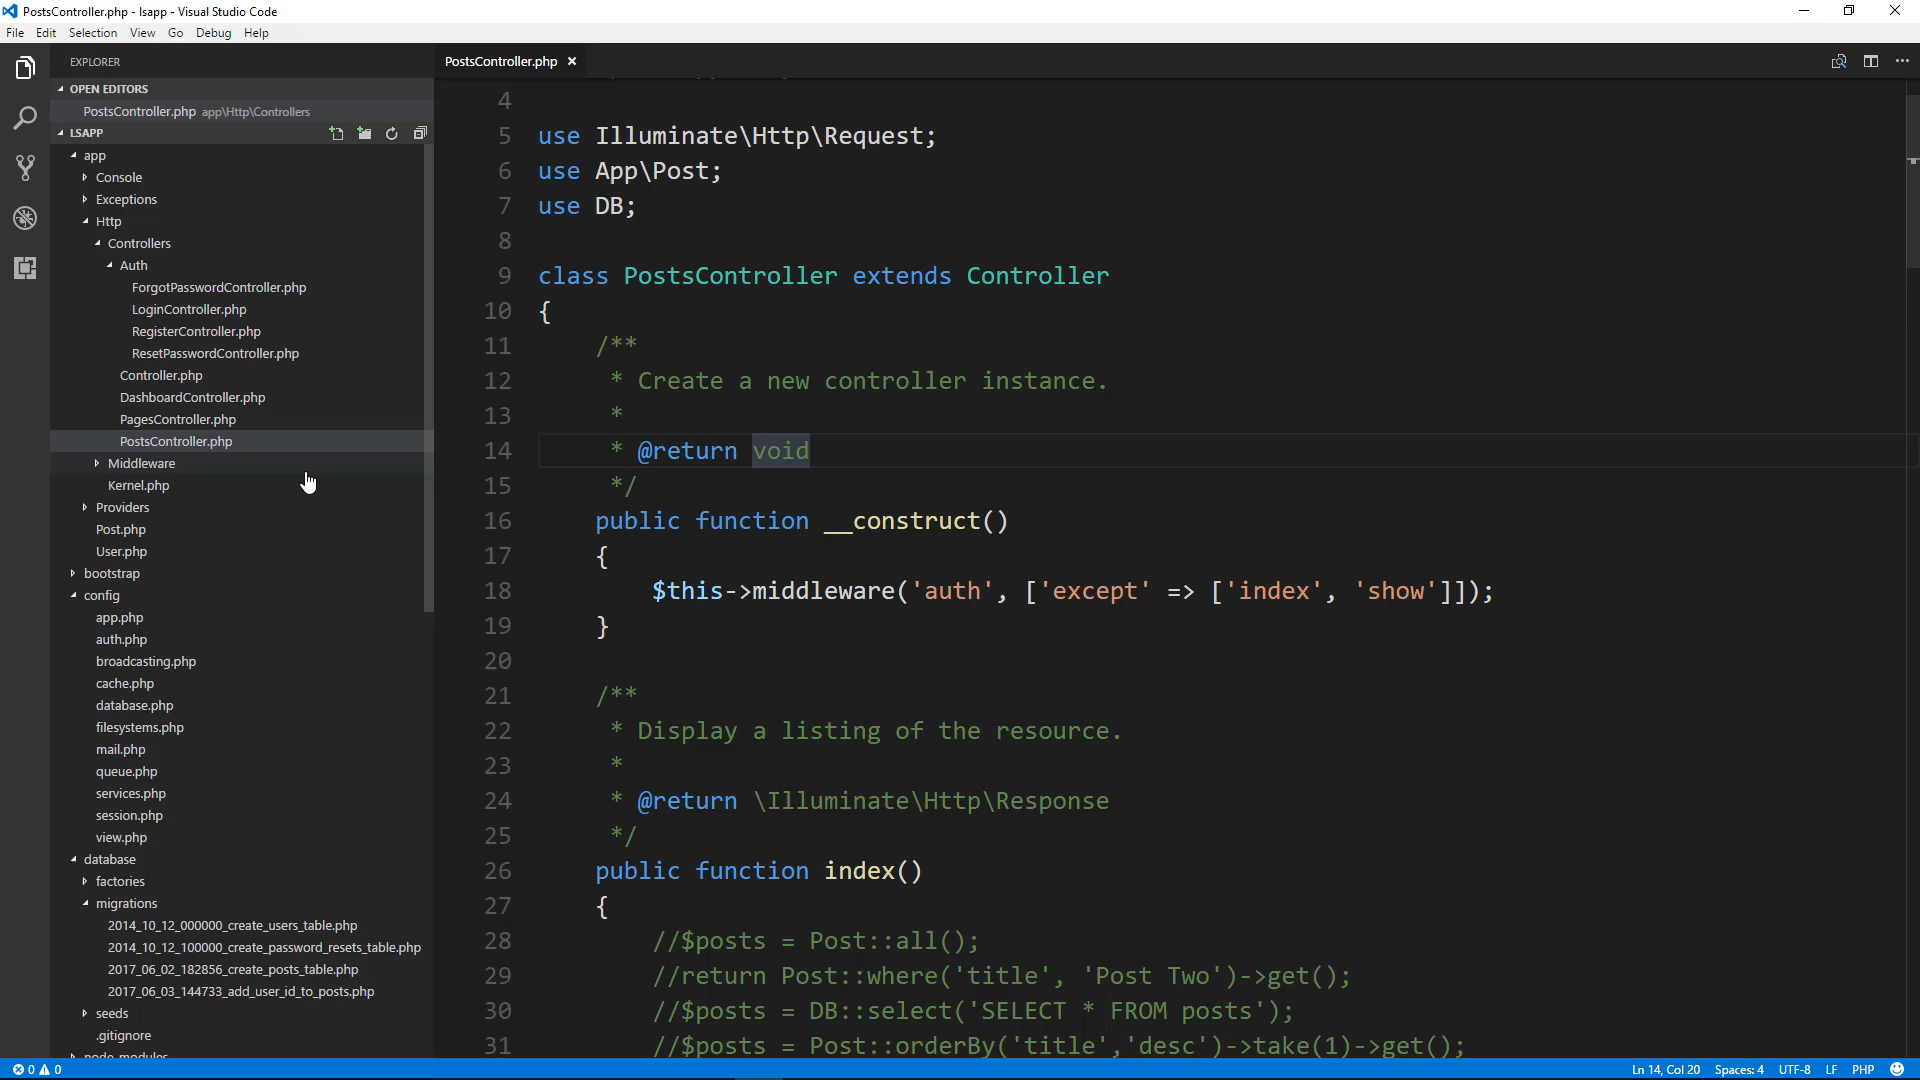 PostsController.php - lsapp - Visual Studio Code
File Edit Selection View Go Debug Help
EXPLORER
OPEN EDITORS
PostsController.php app\Http\Controllers
LSAPP
app
Console
Exceptions
Http
Controllers
Auth
ForgotPasswordController.php
LoginController.php
RegisterController.php
ResetPasswordController.php
Controller.php
DashboardController.php
PagesController.php
PostsController.php
Middleware
Kernel.php
Providers
Post.php
User.php
bootstrap
config
app.php
auth.php
broadcasting.php
cache.php
database.php
filesystems.php
mail.php
queue.php
services.php
session.php
view.php
database
factories
migrations
2014_10_12_000000_create_users_table.php
2014_10_12_100000_create_password_resets_table.php
2017_06_02_182856_create_posts_table.php
2017_06_03_144733_add_user_id_to_posts.php
seeds
.gitignore
node_modules
PostsController.php
4
5 use Illuminate\Http\Request;
6 use App\Post;
7 use DB;
8
9 class PostsController extends Controller
10 {
11 /**
12 * Create a new controller instance.
13 *
14 * @return void
15 */
16 public function __construct()
17 {
18 $this->middleware('auth', ['except' => ['index', 'show']]);
19 }
20
21 /**
22 * Display a listing of the resource.
23 *
24 * @return \Illuminate\Http\Response
25 */
26 public function index()
27 {
28 //$posts = Post::all();
29 //return Post::where('title', 'Post Two')->get();
30 //$posts = DB::select('SELECT * FROM posts');
31 //$posts = Post::orderBy('title','desc')->take(1)->get();
0 0 Ln 14, Col 20 Spaces: 4 UTF-8 LF PHP